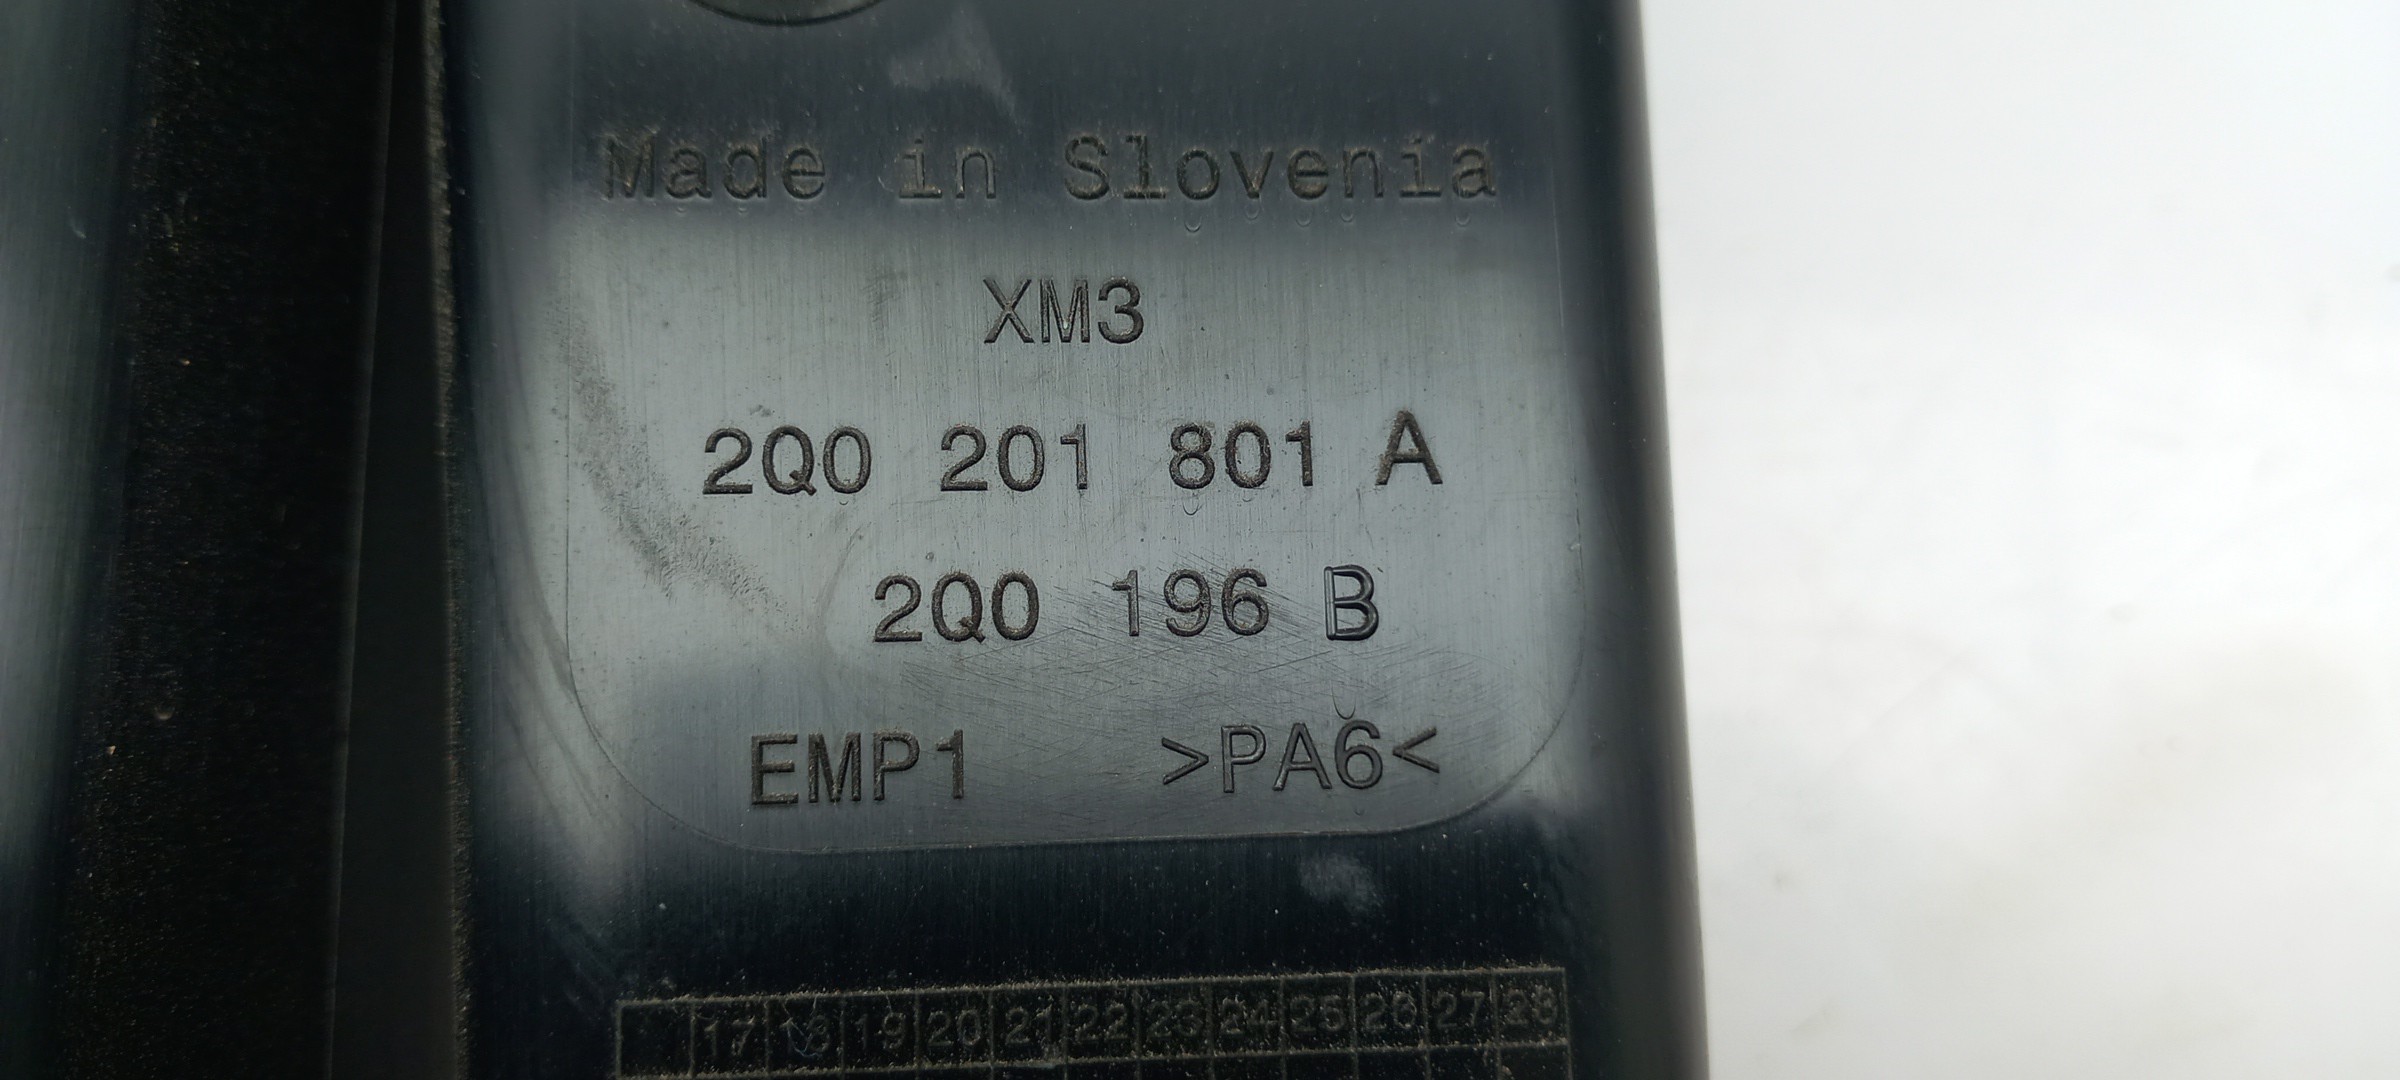 Made in Slovenia
XM3
2Q0 201 801 A
2Q0 196 B
EMP1 >PA6<
17 18 19 20 21 22 23 24 25 26 27 28